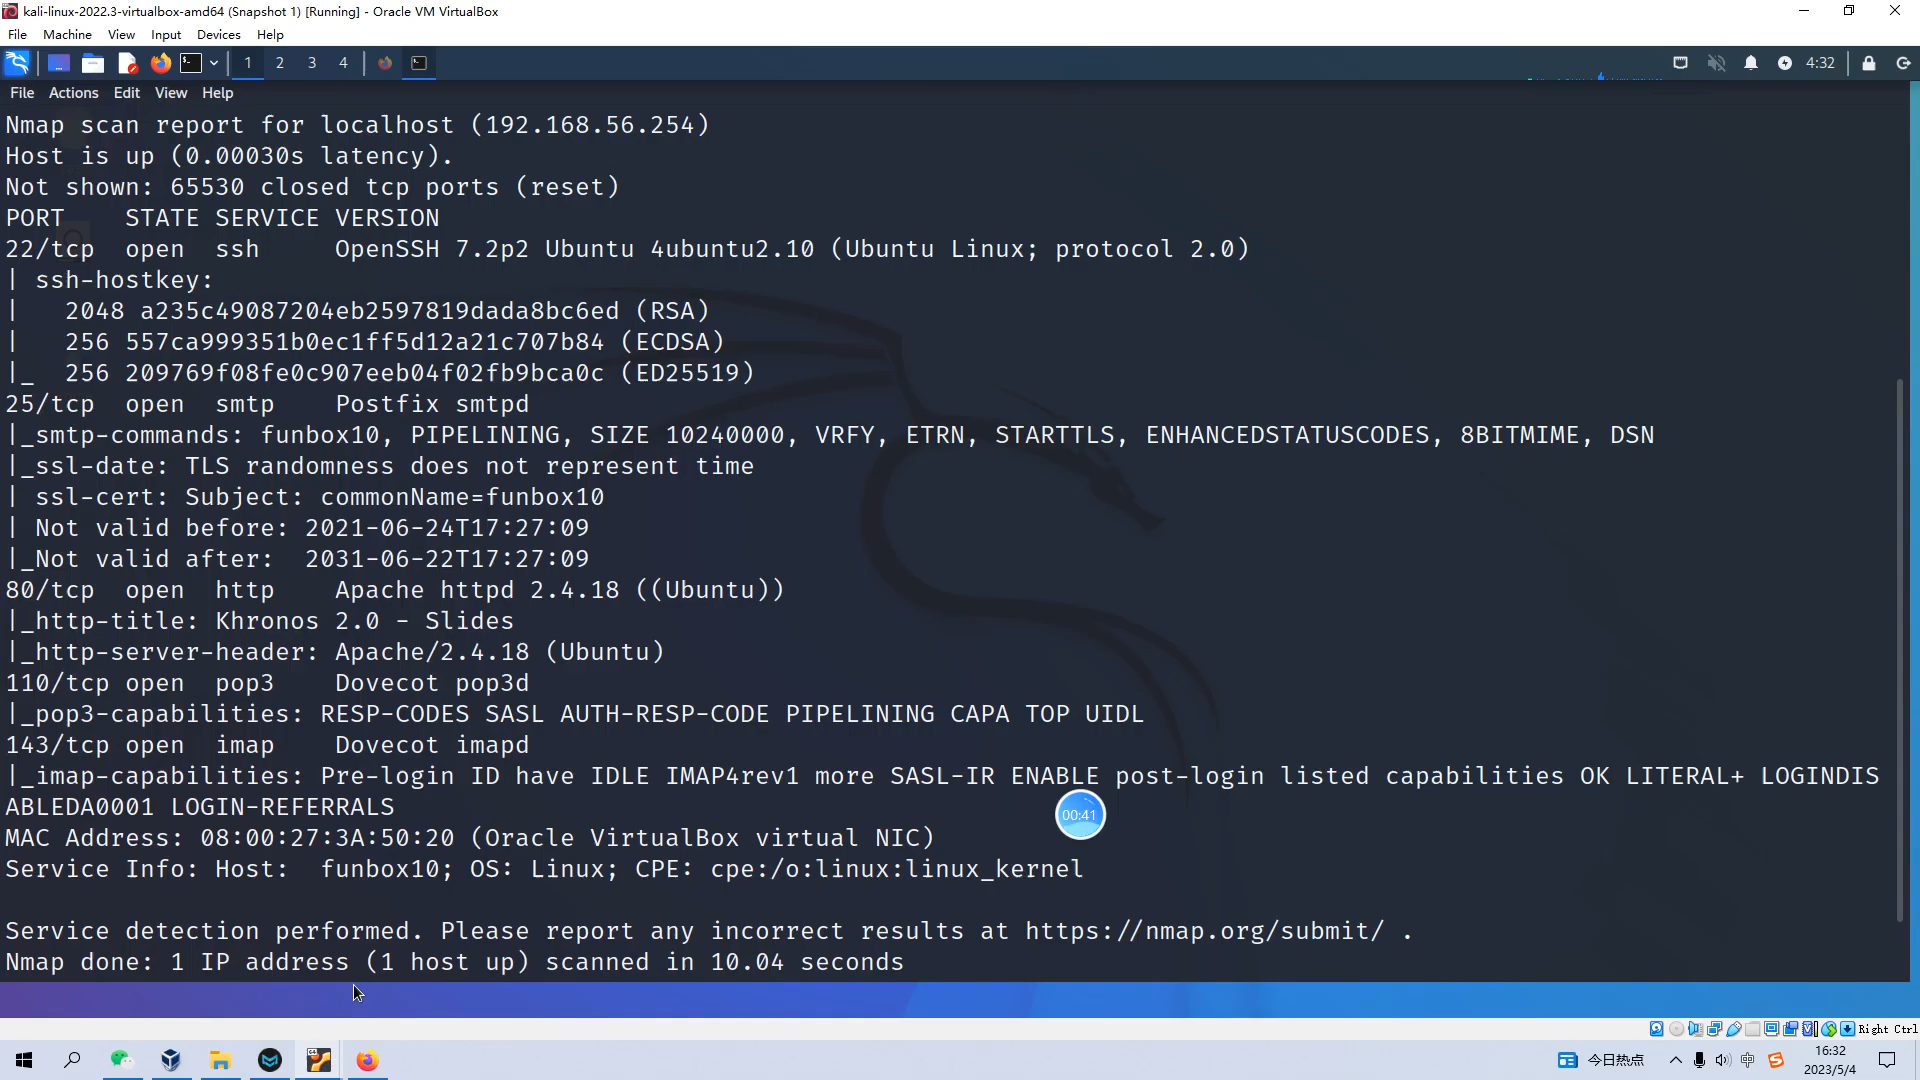 kali-linux-2022.3-virtualbox-amd64 (Snapshot 1) [Running] - Oracle VM VirtualBox
File Machine View Input Devices Help
1 2 3 4 4:32
File Actions Edit View Help
Nmap scan report for localhost (192.168.56.254)
Host is up (0.00030s latency).
Not shown: 65530 closed tcp ports (reset)
PORT    STATE SERVICE VERSION
22/tcp  open  ssh     OpenSSH 7.2p2 Ubuntu 4ubuntu2.10 (Ubuntu Linux; protocol 2.0)
| ssh-hostkey:
|   2048 a235c49087204eb2597819dada8bc6ed (RSA)
|   256 557ca999351b0ec1ff5d12a21c707b84 (ECDSA)
|_  256 209769f08fe0c907eeb04f02fb9bca0c (ED25519)
25/tcp  open  smtp    Postfix smtpd
|_smtp-commands: funbox10, PIPELINING, SIZE 10240000, VRFY, ETRN, STARTTLS, ENHANCEDSTATUSCODES, 8BITMIME, DSN
|_ssl-date: TLS randomness does not represent time
| ssl-cert: Subject: commonName=funbox10
| Not valid before: 2021-06-24T17:27:09
|_Not valid after:  2031-06-22T17:27:09
80/tcp  open  http    Apache httpd 2.4.18 ((Ubuntu))
|_http-title: Khronos 2.0 - Slides
|_http-server-header: Apache/2.4.18 (Ubuntu)
110/tcp open  pop3    Dovecot pop3d
|_pop3-capabilities: RESP-CODES SASL AUTH-RESP-CODE PIPELINING CAPA TOP UIDL
143/tcp open  imap    Dovecot imapd
|_imap-capabilities: Pre-login ID have IDLE IMAP4rev1 more SASL-IR ENABLE post-login listed capabilities OK LITERAL+ LOGINDIS
ABLEDA0001 LOGIN-REFERRALS
00:41
MAC Address: 08:00:27:3A:50:20 (Oracle VirtualBox virtual NIC)
Service Info: Host:  funbox10; OS: Linux; CPE: cpe:/o:linux:linux_kernel
Service detection performed. Please report any incorrect results at https://nmap.org/submit/ .
Nmap done: 1 IP address (1 host up) scanned in 10.04 seconds
Right Ctrl
今日热点 中 16:32
2023/5/4